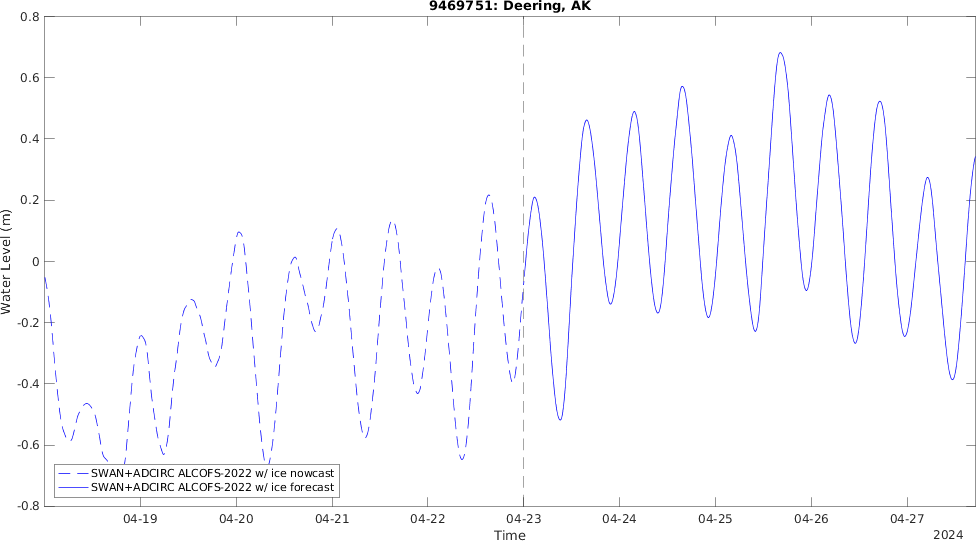 9469751: Deering, AK
0.8
0.6
0.4
0.2
0
-0.2
-0.4
-0.6
-0.8
Water Level (m)
SWAN+ADCIRC ALCOFS-2022 w/ ice nowcast
SWAN+ADCIRC ALCOFS-2022 w/ ice forecast
04-19 04-20 04-21 04-22 04-23 04-24 04-25 04-26 04-27
Time
2024